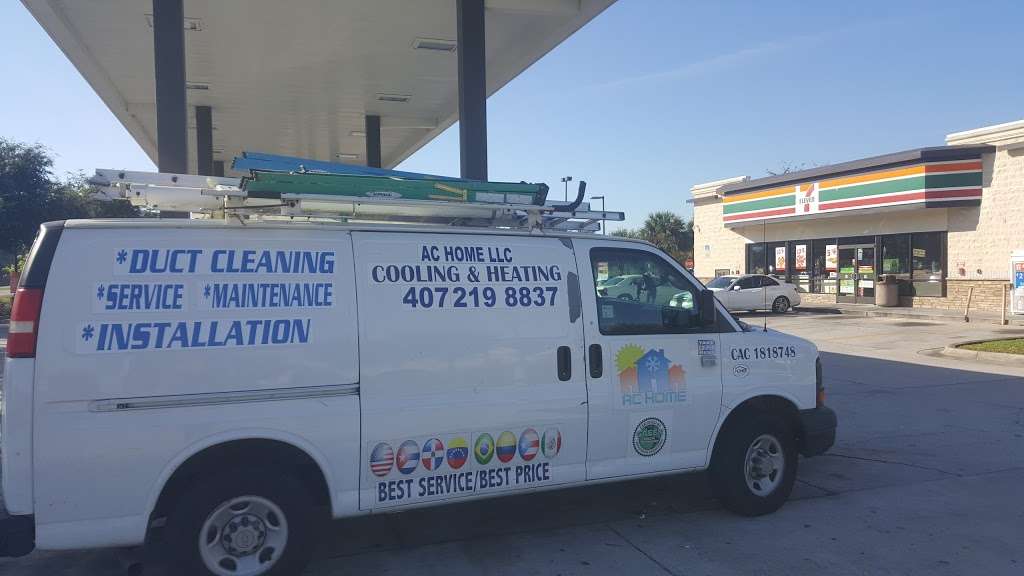 *DUCT CLEANING
*SERVICE *MAINTENANCE
*INSTALLATION
AC HOME LLC
COOLING & HEATING
407 219 8837
AC HOME
CAC 1818748
BEST SERVICE/BEST PRICE
7
ELEVEN